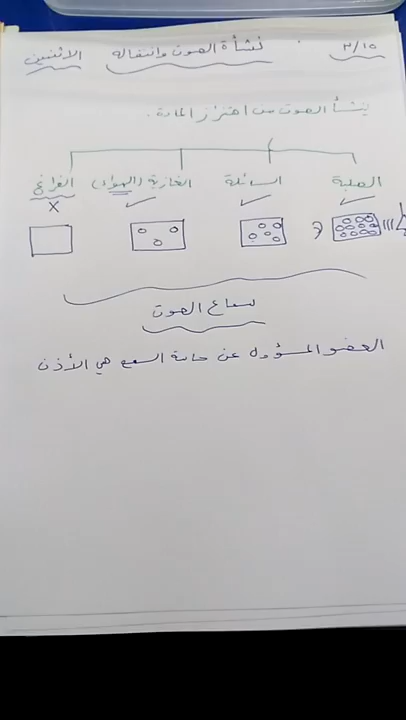 ٣/١٥ نشأة الصوت وانتقاله الاثنين
ينشأ الصوت من اهتزاز المادة.
الصلبة السائلة الغازية (الهواء) الفراغ
سماع الصوت
العضو المسؤول عن حاسة السمع هي الأذن